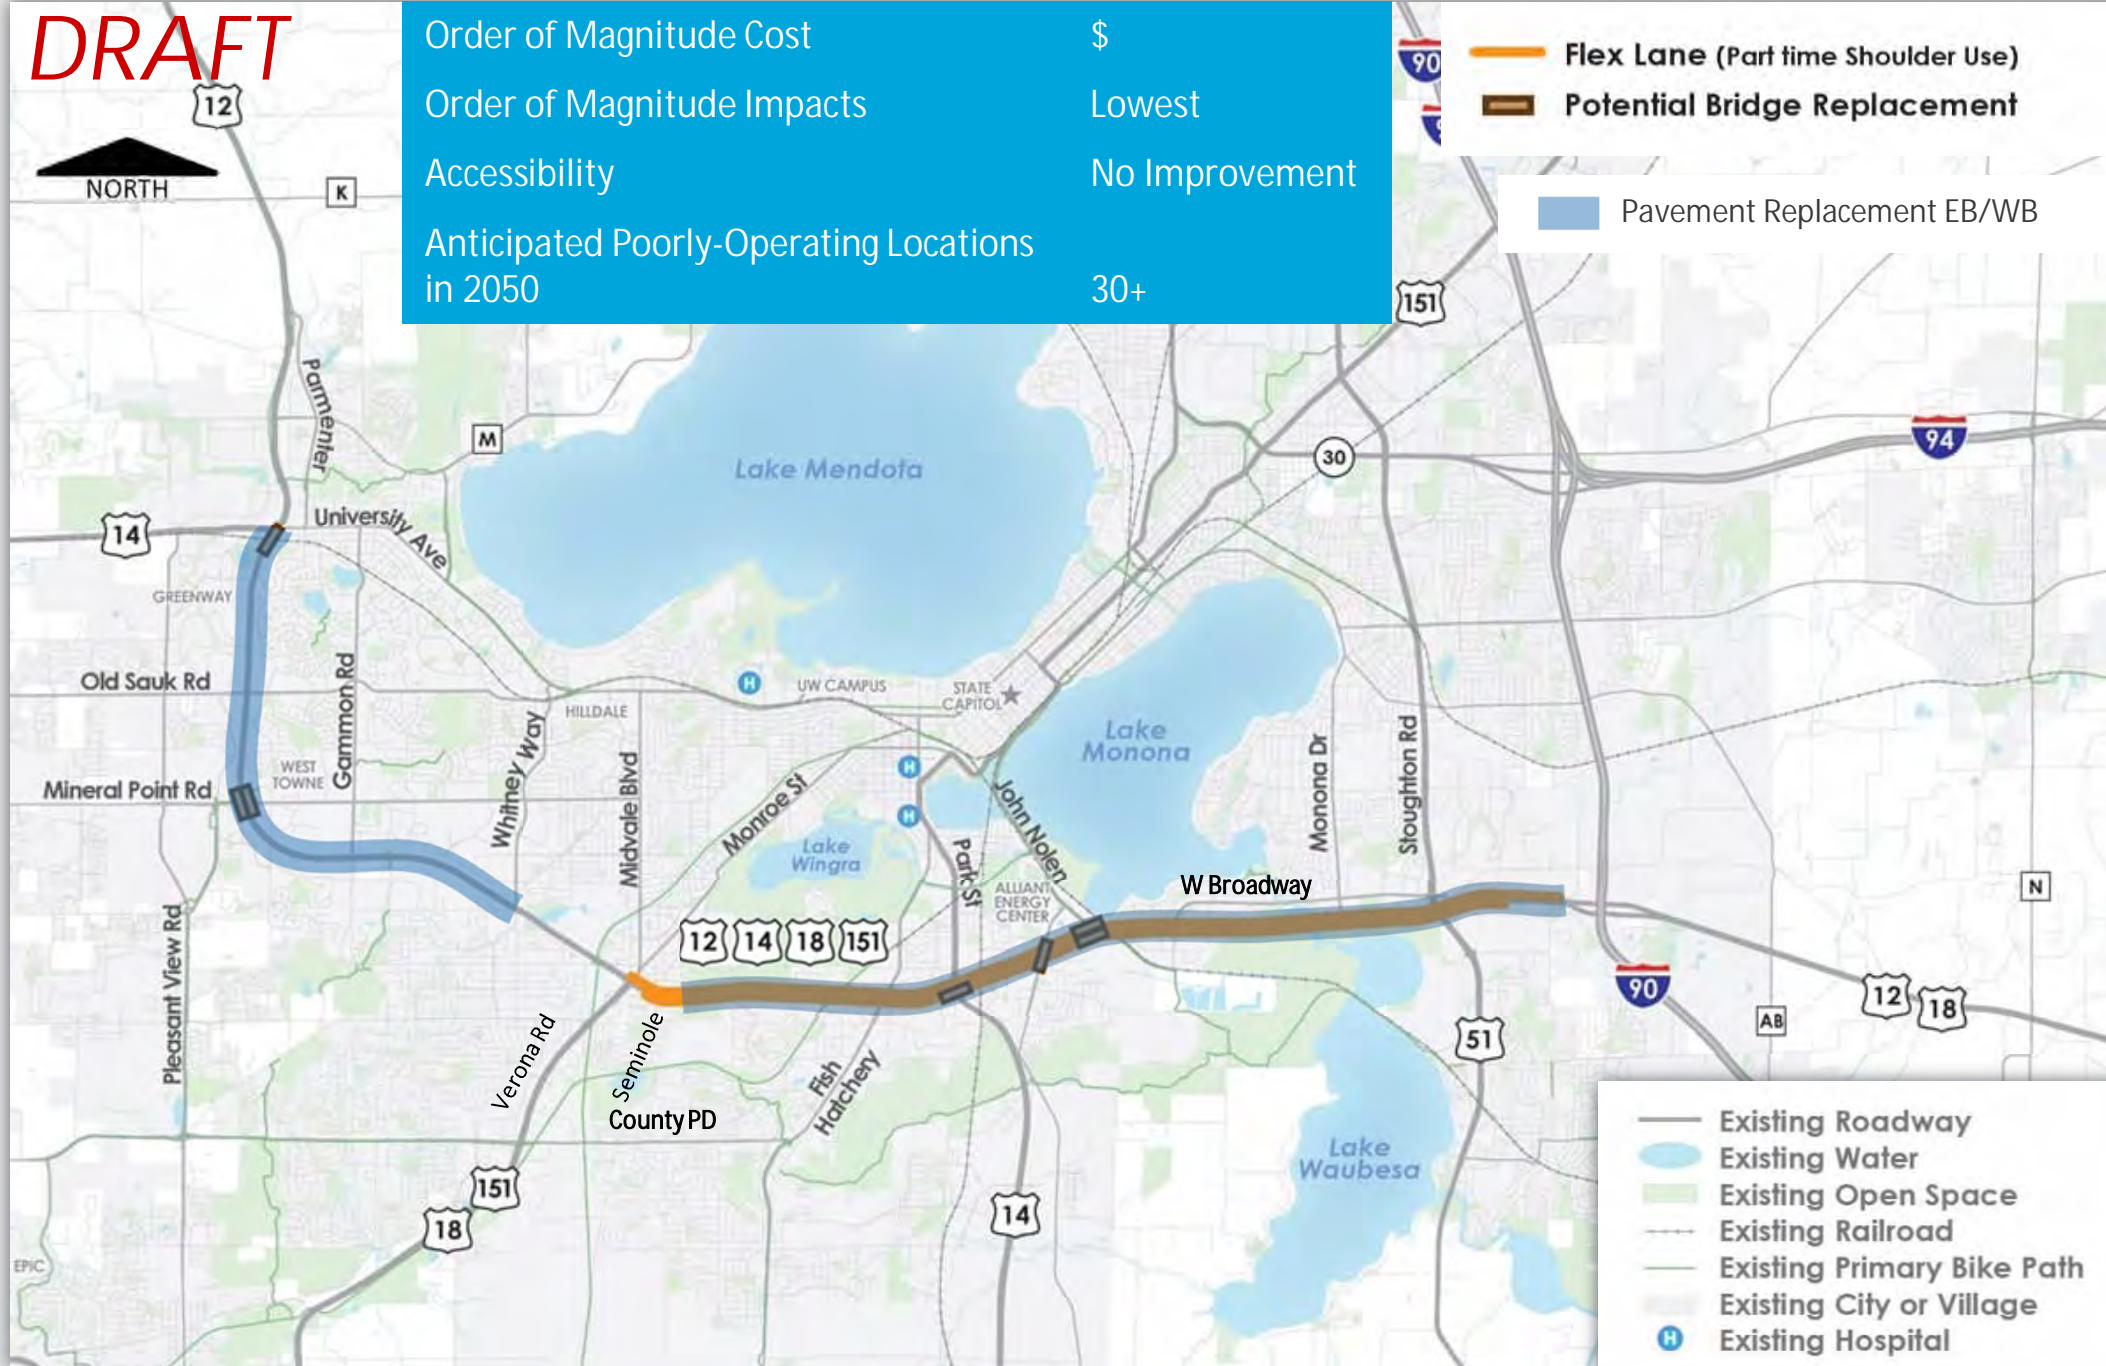 DRAFT
Order of Magnitude Cost $
Order of Magnitude Impacts Lowest
Accessibility No Improvement
Anticipated Poorly-Operating Locations
in 2050 30+
Flex Lane (Part time Shoulder Use)
Potential Bridge Replacement
Pavement Replacement EB/WB
90
12
NORTH
K
151
Parmenter
M
Lake Mendota
30
94
14
University Ave
GREENWAY
Old Sauk Rd
Gammon Rd
UW CAMPUS
STATE
CAPITOL
HILLDALE
H
Whitney Way
Midvale Blvd
Lake
Monona
Monona Dr
Stoughton Rd
WEST
TOWNE
Mineral Point Rd
H
H
Monroe St
John Nolen
Lake
Wingra
Park St
ALLIANT
ENERGY
CENTER
W Broadway
N
Pleasant View Rd
12 14 18 151
90
12
18
AB
51
Verona Rd
Seminole
Fish
Hatchery
County PD
151
18
14
Lake
Waubesa
EPIC
Existing Roadway
Existing Water
Existing Open Space
Existing Railroad
Existing Primary Bike Path
Existing City or Village
H Existing Hospital